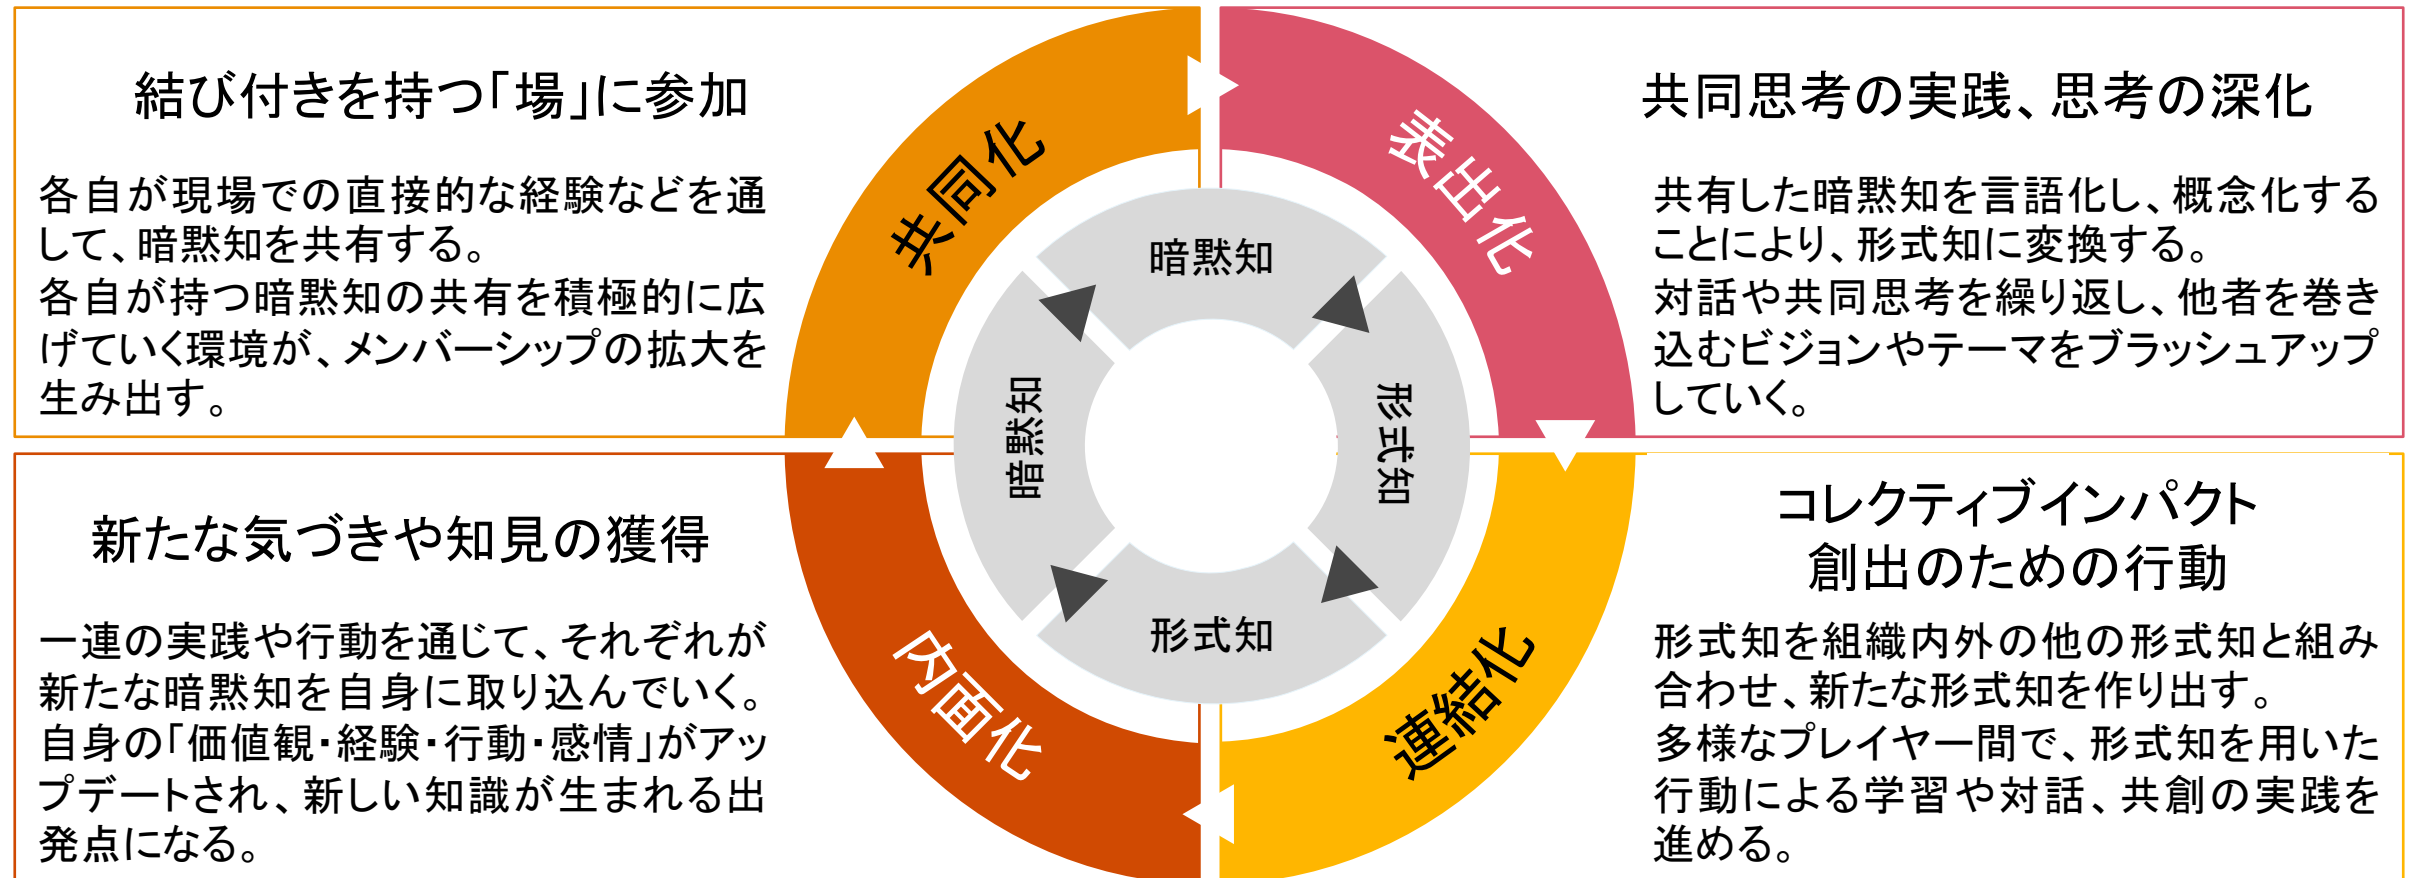 結び付きを持つ「場」に参加
各自が現場での直接的な経験などを通
して、暗黙知を共有する。
各自が持つ暗黙知の共有を積極的に広
げていく環境が、メンバーシップの拡大を
生み出す。
共同化
表出化
共同思考の実践、思考の深化
共有した暗黙知を言語化し、概念化する
ことにより、形式知に変換する。
対話や共同思考を繰り返し、他者を巻き
込むビジョンやテーマをブラッシュアップ
していく。
暗黙知
暗黙知
形式知
形式知
新たな気づきや知見の獲得
一連の実践や行動を通じて、それぞれが
新たな暗黙知を自身に取り込んでいく。
自身の「価値観・経験・行動・感情」がアッ
プデートされ、新しい知識が生まれる出
発点になる。
内面化
連結化
コレクティブインパクト
創出のための行動
形式知を組織内外の他の形式知と組み
合わせ、新たな形式知を作り出す。
多様なプレイヤー間で、形式知を用いた
行動による学習や対話、共創の実践を
進める。